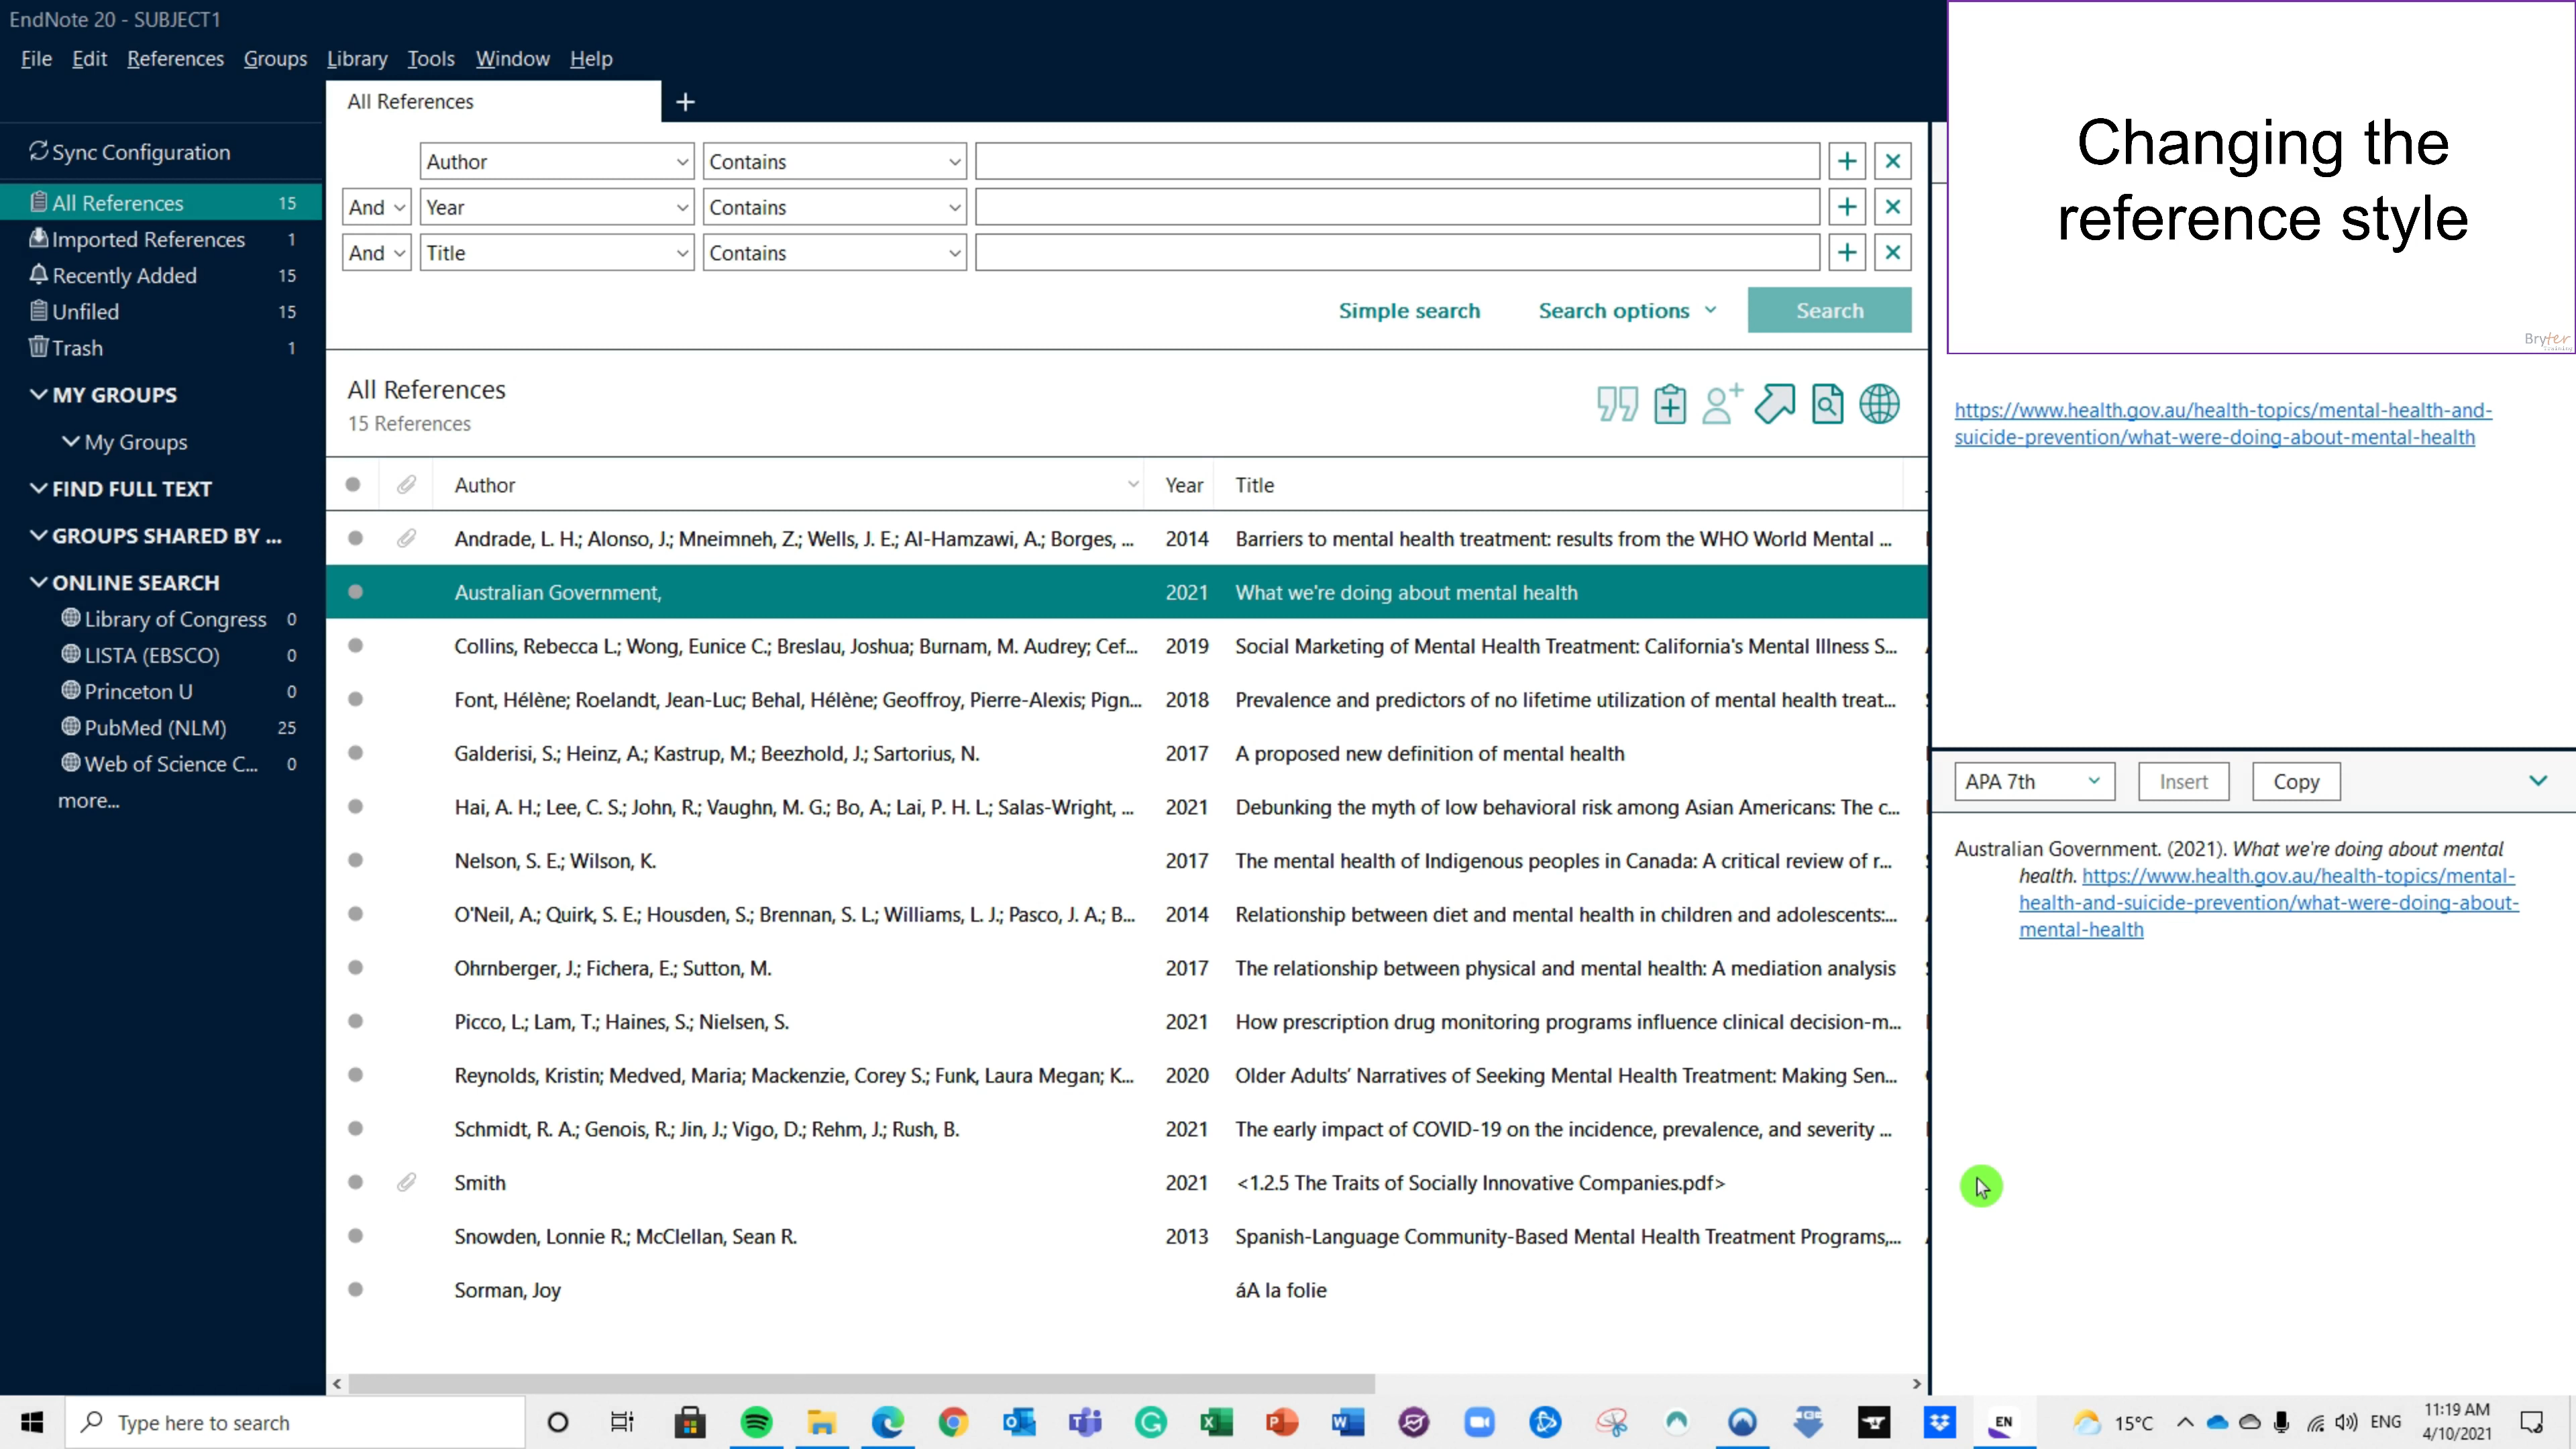 EndNote 20 - SUBJECT1
File Edit References Groups Library Tools Window Help
All References
Changing the
reference style
Bryter
Sync Configuration
All References 15
Imported References 1
Recently Added 15
Unfiled 15
Trash 1
MY GROUPS
My Groups
FIND FULL TEXT
GROUPS SHARED BY ...
ONLINE SEARCH
Library of Congress 0
LISTA (EBSCO) 0
Princeton U 0
PubMed (NLM) 25
Web of Science C... 0
more...
Author Contains
And Year Contains
And Title Contains
Simple search Search options Search
All References
15 References
Author Year Title
Andrade, L. H.; Alonso, J.; Mneimneh, Z.; Wells, J. E.; Al-Hamzawi, A.; Borges, ... 2014 Barriers to mental health treatment: results from the WHO World Mental ...
Australian Government, 2021 What we're doing about mental health
Collins, Rebecca L.; Wong, Eunice C.; Breslau, Joshua; Burnam, M. Audrey; Cef... 2019 Social Marketing of Mental Health Treatment: California's Mental Illness S...
Font, Hélène; Roelandt, Jean-Luc; Behal, Hélène; Geoffroy, Pierre-Alexis; Pign... 2018 Prevalence and predictors of no lifetime utilization of mental health treat...
Galderisi, S.; Heinz, A.; Kastrup, M.; Beezhold, J.; Sartorius, N. 2017 A proposed new definition of mental health
Hai, A. H.; Lee, C. S.; John, R.; Vaughn, M. G.; Bo, A.; Lai, P. H. L.; Salas-Wright, ... 2021 Debunking the myth of low behavioral risk among Asian Americans: The c...
Nelson, S. E.; Wilson, K. 2017 The mental health of Indigenous peoples in Canada: A critical review of r...
O'Neil, A.; Quirk, S. E.; Housden, S.; Brennan, S. L.; Williams, L. J.; Pasco, J. A.; B... 2014 Relationship between diet and mental health in children and adolescents:...
Ohrnberger, J.; Fichera, E.; Sutton, M. 2017 The relationship between physical and mental health: A mediation analysis
Picco, L.; Lam, T.; Haines, S.; Nielsen, S. 2021 How prescription drug monitoring programs influence clinical decision-m...
Reynolds, Kristin; Medved, Maria; Mackenzie, Corey S.; Funk, Laura Megan; K... 2020 Older Adults' Narratives of Seeking Mental Health Treatment: Making Sen...
Schmidt, R. A.; Genois, R.; Jin, J.; Vigo, D.; Rehm, J.; Rush, B. 2021 The early impact of COVID-19 on the incidence, prevalence, and severity ...
Smith 2021 <1.2.5 The Traits of Socially Innovative Companies.pdf>
Snowden, Lonnie R.; McClellan, Sean R. 2013 Spanish-Language Community-Based Mental Health Treatment Programs,...
Sorman, Joy áA la folie
https://www.health.gov.au/health-topics/mental-health-and-
suicide-prevention/what-were-doing-about-mental-health
APA 7th Insert Copy
Australian Government. (2021). What we're doing about mental
health. https://www.health.gov.au/health-topics/mental-
health-and-suicide-prevention/what-were-doing-about-
mental-health
Type here to search
EN
15°C
ENG
11:19 AM
4/10/2021